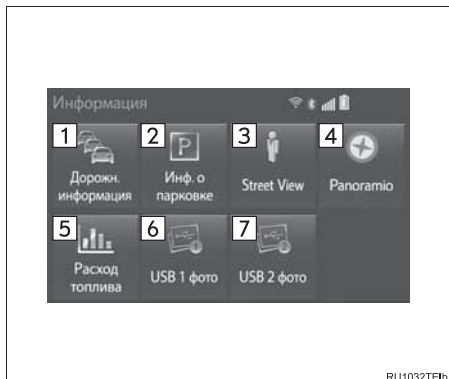 Информация
1
2
3
4
P
Дорожн.
информация
Инф. о
парковке
Street View
Panoramio
5
6
7
Расход
топлива
USB 1 фото
USB 2 фото
RU1032TEIb